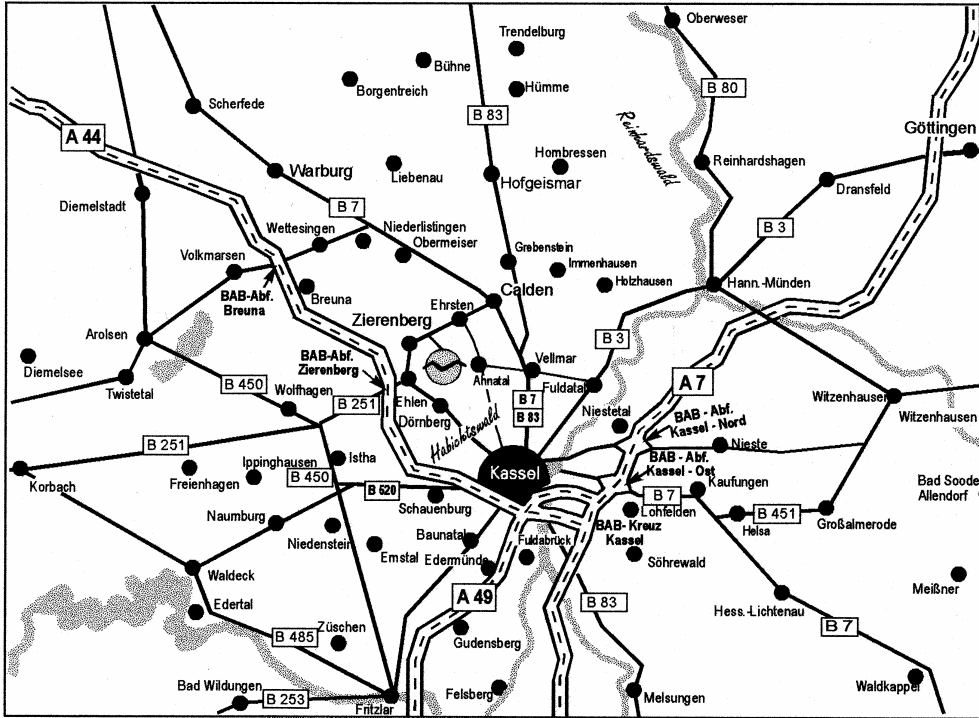 Oberweser
Trendelburg
Bühne
Borgentreich
Hümme
B 80
Scherfede
B 83
A 44
Reinhardswald
Göttingen
Hombressen
Reinhardshagen
Liebenau
Warburg
Hofgeismar
Dransfeld
Diemelstadt
B 7
B 3
Wettesingen
Niederlistingen
Obermeiser
Grebenstein
Volkmarsen
Immenhausen
Holzhausen
Hann.-Münden
BAB-Abf.
Breuna
Breuna
Calden
Ehrsten
Zierenberg
Arolsen
B 3
BAB-Abf.
Zierenberg
Vellmar
Diemelsee
Ahnatal
Fuldatal
A 7
Twistetal
B 450
Wolfhagen
B 251
Ehlen
Dörnberg
B 7
B 83
Witzenhausen
Witzenhausen
Niestetal
BAB - Abf.
Kassel - Nord
Habichtswald
B 251
Nieste
Istha
BAB - Abf.
Kassel - Ost
Kassel
Ippinghausen
Freienhagen
B 450
Korbach
Kaufungen
Bad Soode
Allendorf
B 520
Schauenburg
B 7
Lohfelden
B 451
Helsa
Großalmerode
Naumburg
Niedenstein
Emstal
Baunatal
Edermünde
Fuldabrück
BAB- Kreuz
Kassel
Söhrewald
Waldeck
Meißner
A 49
B 83
Hess.-Lichtenau
Edertal
Züschen
B 485
Gudensberg
B 7
Bad Wildungen
B 253
Fritzlar
Felsberg
Melsungen
Waldkappel